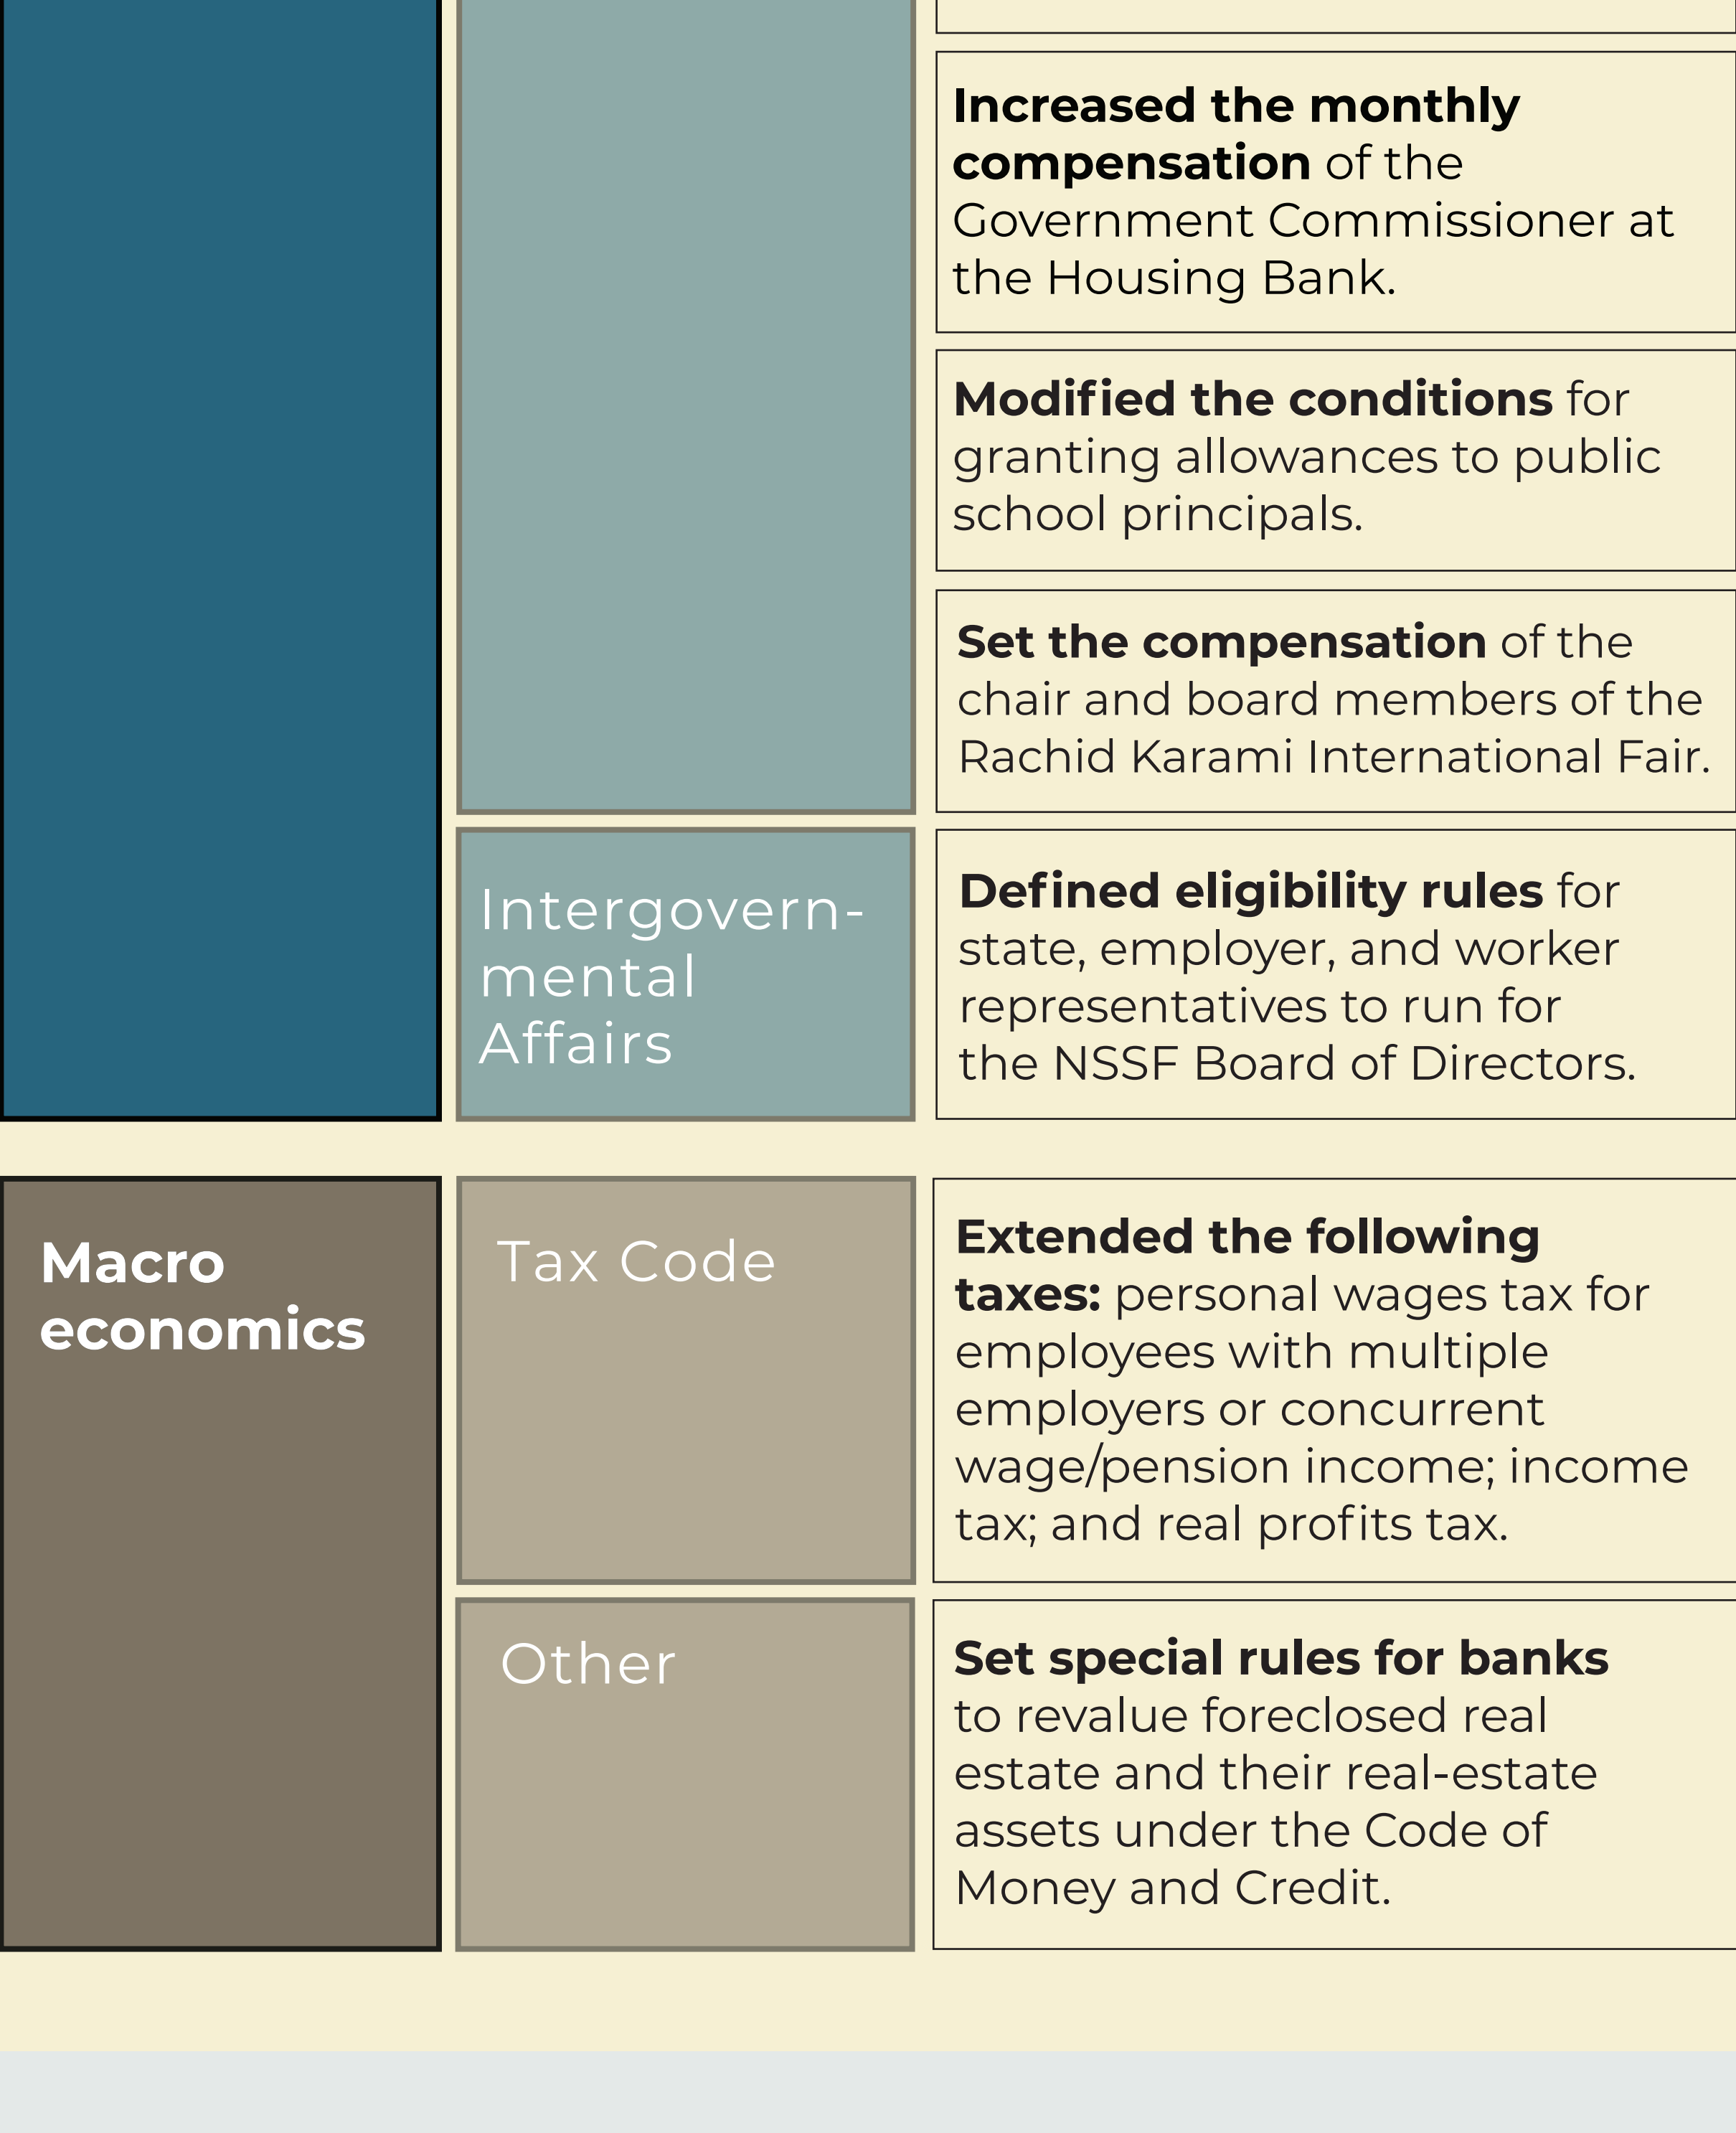 Increased the monthly
compensation of the
Government Commissioner at
the Housing Bank.
Modified the conditions for
granting allowances to public
school principals.
Set the compensation of the
chair and board members of the
Rachid Karami International Fair.
Intergovern-
mental
Affairs
Defined eligibility rules for
state, employer, and worker
representatives to run for
the NSSF Board of Directors.
Macro
economics
Tax Code
Extended the following
taxes: personal wages tax for
employees with multiple
employers or concurrent
wage/pension income; income
tax; and real profits tax.
Other
Set special rules for banks
to revalue foreclosed real
estate and their real-estate
assets under the Code of
Money and Credit.